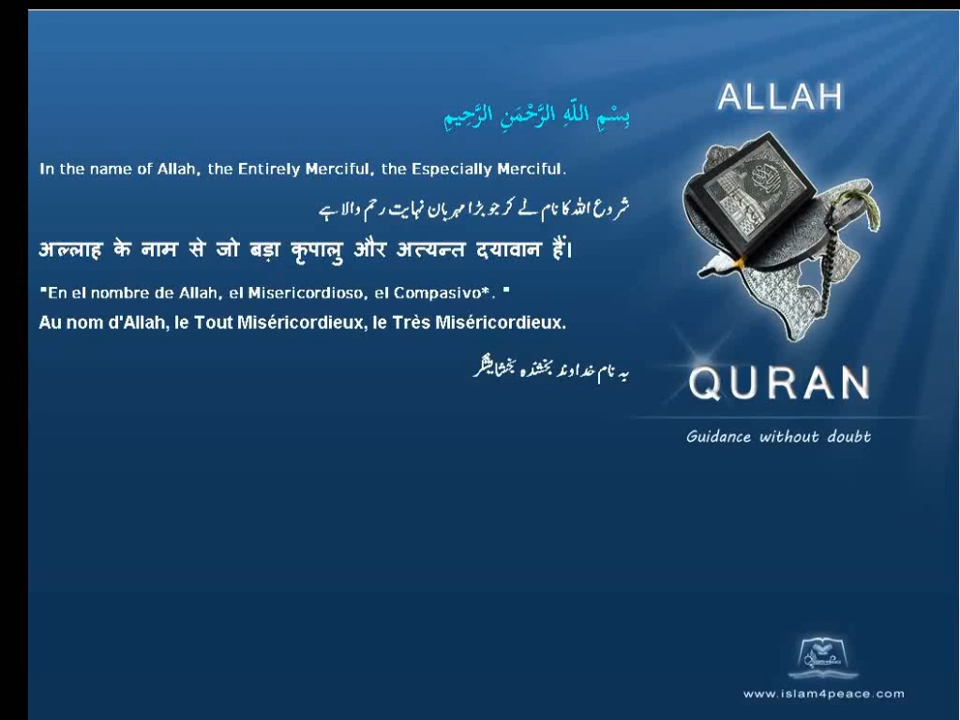 بِسْمِ اللَّهِ الرَّحْمَنِ الرَّحِيمِ
In the name of Allah, the Entirely Merciful, the Especially Merciful.
شروع اللہ کا نام لے کر جو بڑا مہربان نہایت رحم والا ہے
अल्लाह के नाम से जो बड़ा कृपालु और अत्यन्त दयावान हैं।
"En el nombre de Allah, el Misericordioso, el Compasivo*. "
Au nom d'Allah, le Tout Miséricordieux, le Très Miséricordieux.
به نام خداوند بخشنده بخشایشگر
ALLAH
QURAN
Guidance without doubt
www.islam4peace.com